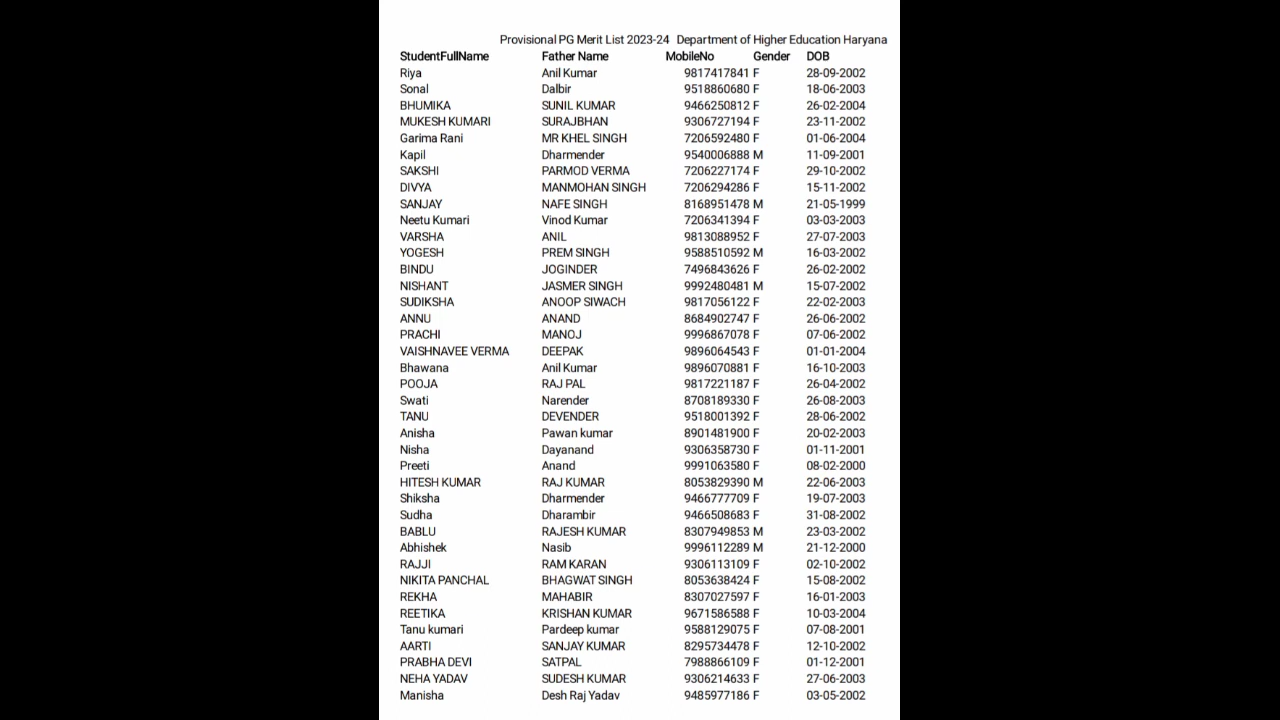 Provisional PG Merit List 2023-24 Department of Higher Education Haryana
StudentFullName Father Name MobileNo Gender DOB
Riya Anil Kumar 9817417841 F 28-09-2002
Sonal Dalbir 9518860680 F 18-06-2003
BHUMIKA SUNIL KUMAR 9466250812 F 26-02-2004
MUKESH KUMARI SURAJBHAN 9306727194 F 23-11-2002
Garima Rani MR KHEL SINGH 7206592480 F 01-06-2004
Kapil Dharmender 9540006888 M 11-09-2001
SAKSHI PARMOD VERMA 7206227174 F 29-10-2002
DIVYA MANMOHAN SINGH 7206294286 F 15-11-2002
SANJAY NAFE SINGH 8168951478 M 21-05-1999
Neetu Kumari Vinod Kumar 7206341394 F 03-03-2003
VARSHA ANIL 9813088952 F 27-07-2003
YOGESH PREM SINGH 9588510592 M 16-03-2002
BINDU JOGINDER 7496843626 F 26-02-2002
NISHANT JASMER SINGH 9992480481 M 15-07-2002
SUDIKSHA ANOOP SIWACH 9817056122 F 22-02-2003
ANNU ANAND 8684902747 F 26-06-2002
PRACHI MANOJ 9996867078 F 07-06-2002
VAISHNAVEE VERMA DEEPAK 9896064543 F 01-01-2004
Bhawana Anil Kumar 9896070881 F 16-10-2003
POOJA RAJ PAL 9817221187 F 26-04-2002
Swati Narender 8708189330 F 26-08-2003
TANU DEVENDER 9518001392 F 28-06-2002
Anisha Pawan kumar 8901481900 F 20-02-2003
Nisha Dayanand 9306358730 F 01-11-2001
Preeti Anand 9991063580 F 08-02-2000
HITESH KUMAR RAJ KUMAR 8053829390 M 22-06-2003
Shiksha Dharmender 9466777709 F 19-07-2003
Sudha Dharambir 9466508683 F 31-08-2002
BABLU RAJESH KUMAR 8307949853 M 23-03-2002
Abhishek Nasib 9996112289 M 21-12-2000
RAJJI RAM KARAN 9306113109 F 02-10-2002
NIKITA PANCHAL BHAGWAT SINGH 8053638424 F 15-08-2002
REKHA MAHABIR 8307027597 F 16-01-2003
REETIKA KRISHAN KUMAR 9671586588 F 10-03-2004
Tanu kumari Pardeep kumar 9588129075 F 07-08-2001
AARTI SANJAY KUMAR 8295734478 F 12-10-2002
PRABHA DEVI SATPAL 7988866109 F 01-12-2001
NEHA YADAV SUDESH KUMAR 9306214633 F 27-06-2003
Manisha Desh Raj Yadav 9485977186 F 03-05-2002